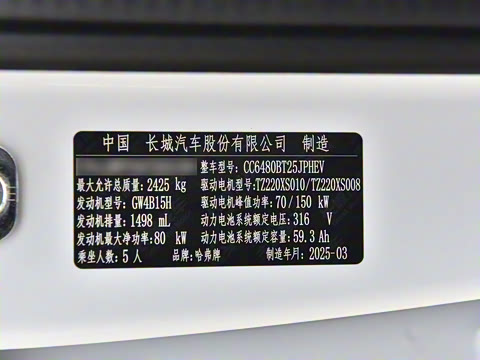 中国 长城汽车股份有限公司 制造
整车型号: CC6480BT25JPHEV
最大允许总质量: 2425 kg 驱动电机型号: TZ220XS010/TZ220XS008
发动机型号: GW4B15H 驱动电机峰值功率: 70/150 kW
发动机排量: 1498 mL 动力电池系统额定电压: 316 V
发动机最大净功率: 80 kW 动力电池系统额定容量: 59.3 Ah
乘坐人数: 5 人 品牌: 哈弗牌 制造年月: 2025-03